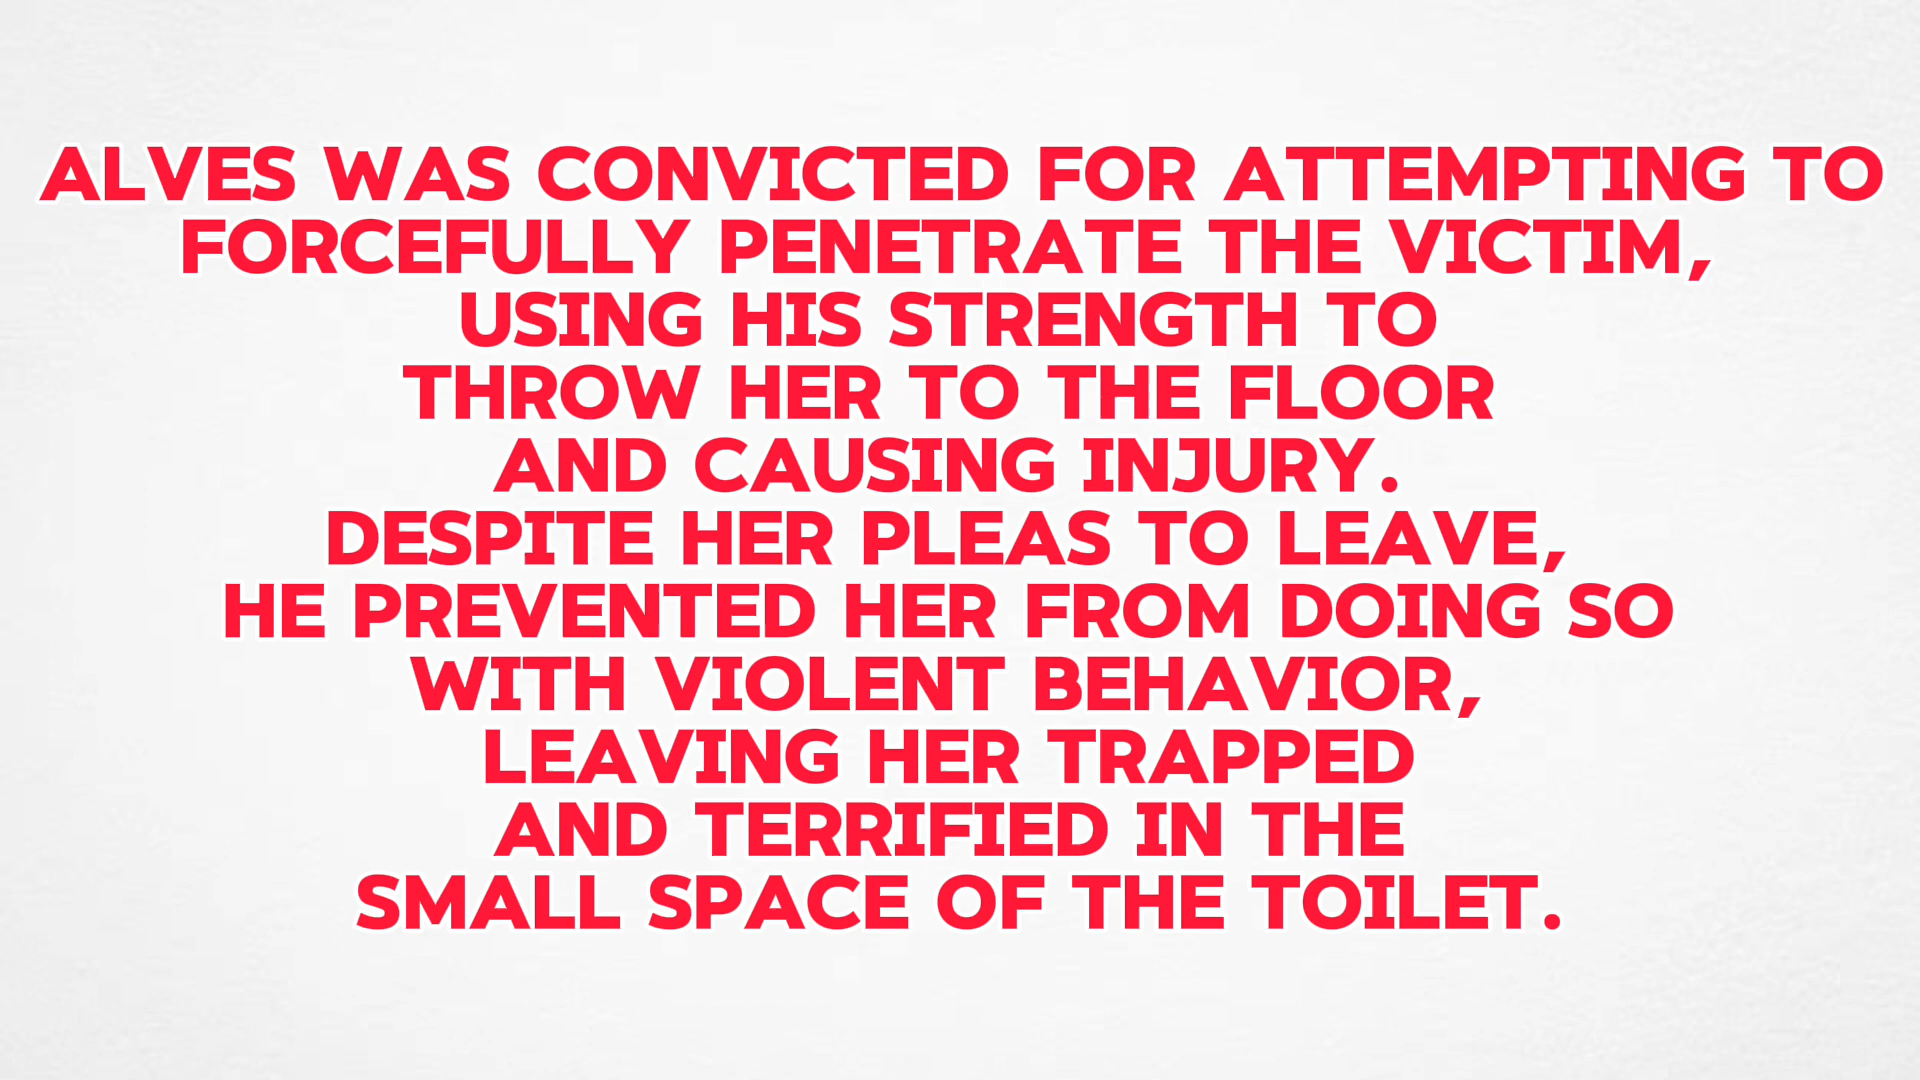 ALVES WAS CONVICTED FOR ATTEMPTING TO
FORCEFULLY PENETRATE THE VICTIM,
USING HIS STRENGTH TO
THROW HER TO THE FLOOR
AND CAUSING INJURY.
DESPITE HER PLEAS TO LEAVE,
HE PREVENTED HER FROM DOING SO
WITH VIOLENT BEHAVIOR,
LEAVING HER TRAPPED
AND TERRIFIED IN THE
SMALL SPACE OF THE TOILET.